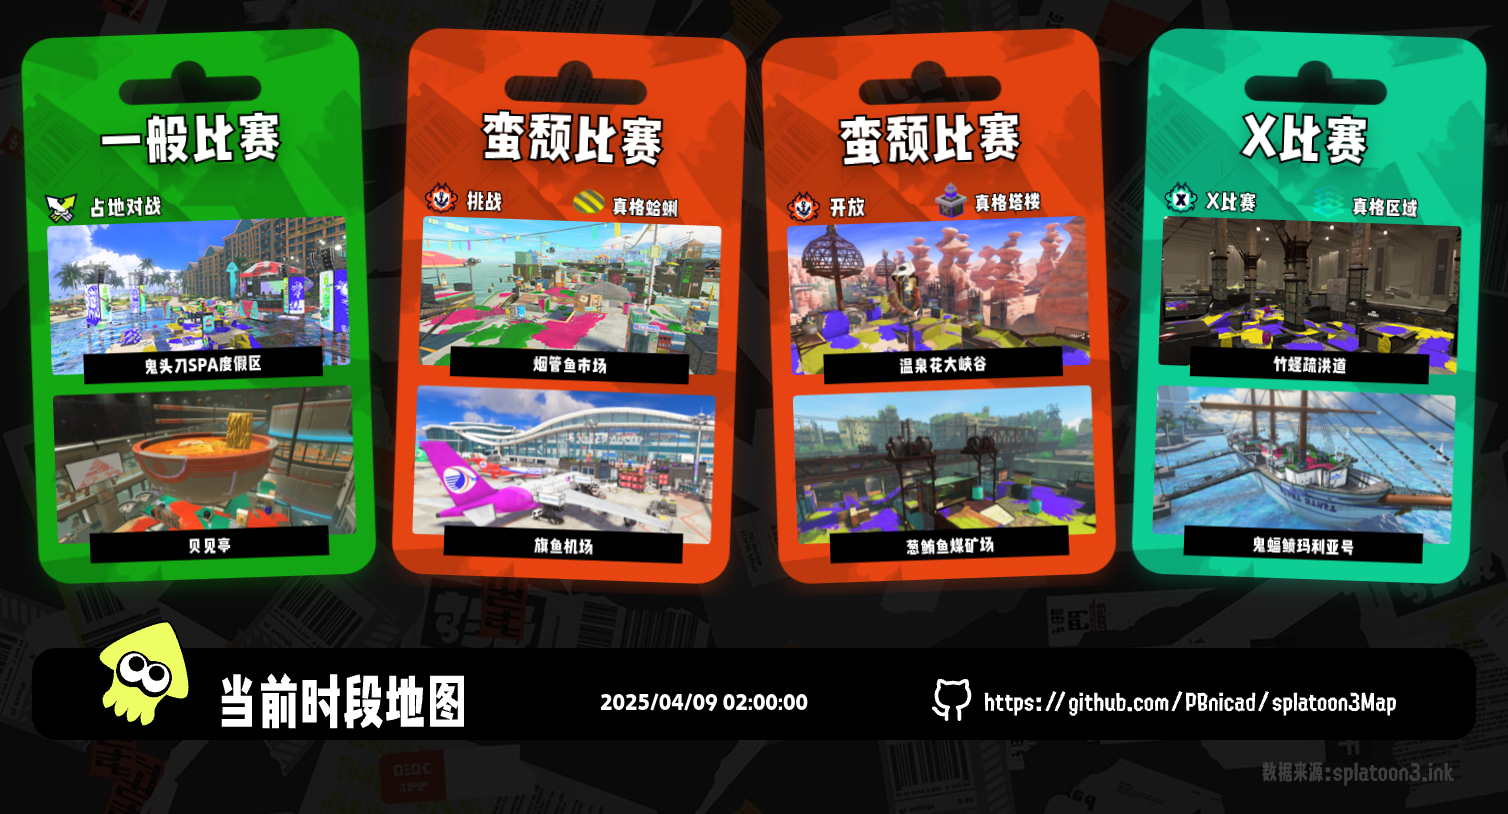 一般比赛
占地对战
鬼头刀SPA度假区
贝见亭
蛮颓比赛
挑战
真格蛤蜊
烟管鱼市场
旗鱼机场
蛮颓比赛
开放
真格塔楼
温泉花大峡谷
葱鲔鱼煤矿场
X比赛
X比赛
真格区域
竹蛏疏洪道
鬼蝠鲼玛利亚号
当前时段地图
2025/04/09 02:00:00
https://github.com/PBnicad/splatoon3Map
数据来源:splatoon3.ink